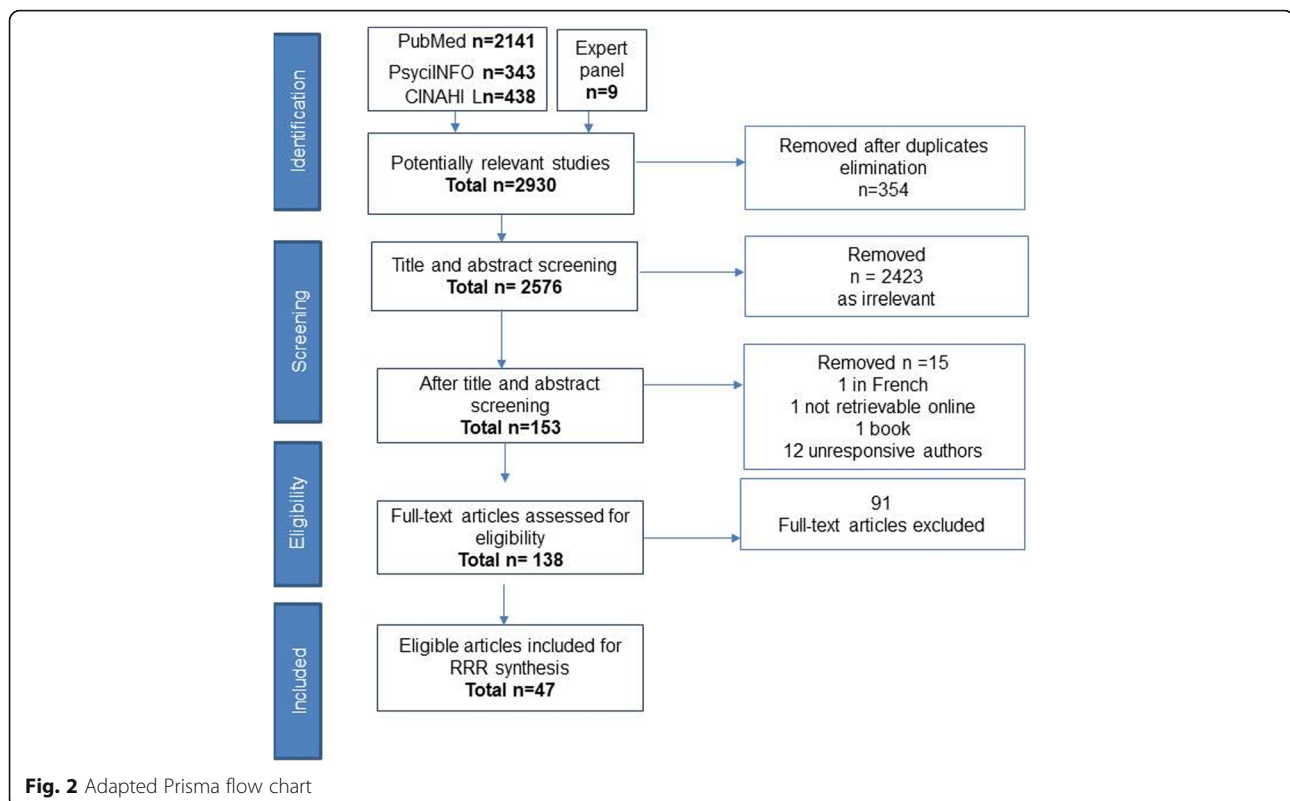 Identification
PubMed n=2141
PsyciINFO n=343
CINAHI Ln=438
Expert
panel
n=9
Potentially relevant studies
Total n=2930
Removed after duplicates
elimination
n=354
Screening
Title and abstract screening
Total n= 2576
Removed
n = 2423
as irrelevant
After title and abstract
screening
Total n=153
Removed n =15
1 in French
1 not retrievable online
1 book
12 unresponsive authors
Eligibility
Full-text articles assessed for
eligibility
Total n= 138
91
Full-text articles excluded
Included
Eligible articles included for
RRR synthesis
Total n=47
Fig. 2 Adapted Prisma flow chart